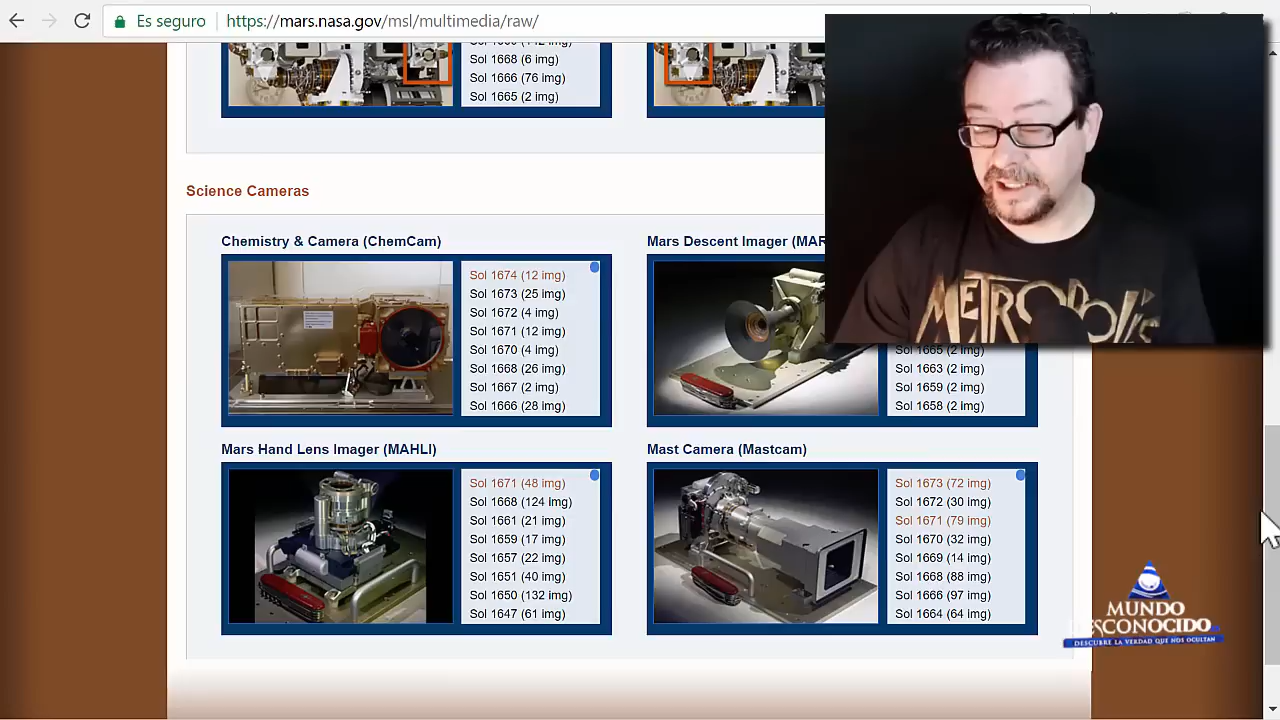 Es seguro
https://mars.nasa.gov/msl/multimedia/raw/
Sol 1668 (6 img)
Sol 1666 (76 img)
Sol 1665 (2 img)
Science Cameras
Chemistry & Camera (ChemCam)
Sol 1674 (12 img)
Sol 1673 (25 img)
Sol 1672 (4 img)
Sol 1671 (12 img)
Sol 1670 (4 img)
Sol 1668 (26 img)
Sol 1667 (2 img)
Sol 1666 (28 img)
Mars Descent Imager (MAR
Sol 1665 (2 img)
Sol 1663 (2 img)
Sol 1659 (2 img)
Sol 1658 (2 img)
Mars Hand Lens Imager (MAHLI)
Sol 1671 (48 img)
Sol 1668 (124 img)
Sol 1661 (21 img)
Sol 1659 (17 img)
Sol 1657 (22 img)
Sol 1651 (40 img)
Sol 1650 (132 img)
Sol 1647 (61 img)
Mast Camera (Mastcam)
Sol 1673 (72 img)
Sol 1672 (30 img)
Sol 1671 (79 img)
Sol 1670 (32 img)
Sol 1669 (14 img)
Sol 1668 (88 img)
Sol 1666 (97 img)
Sol 1664 (64 img)
METROPOLIS
MUNDO
DESCONOCIDO
DESCUBRE LA VERDAD QUE NOS OCULTAN